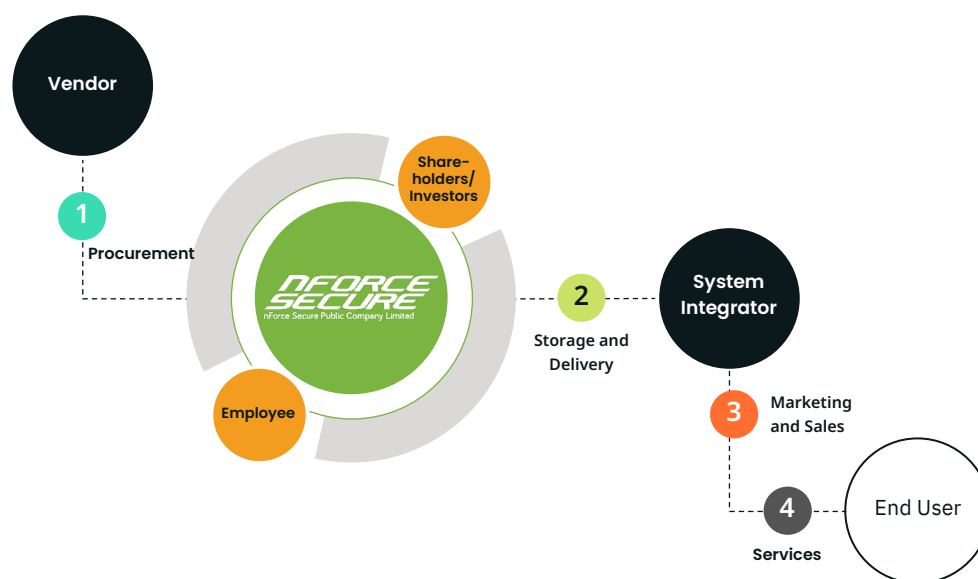 Vendor
1
Procurement
Share-
holders/
Investors
NFORCE
SECURE
nForce Secure Public Company Limited
Employee
2
Storage and
Delivery
System
Integrator
3
Marketing
and Sales
4
Services
End User